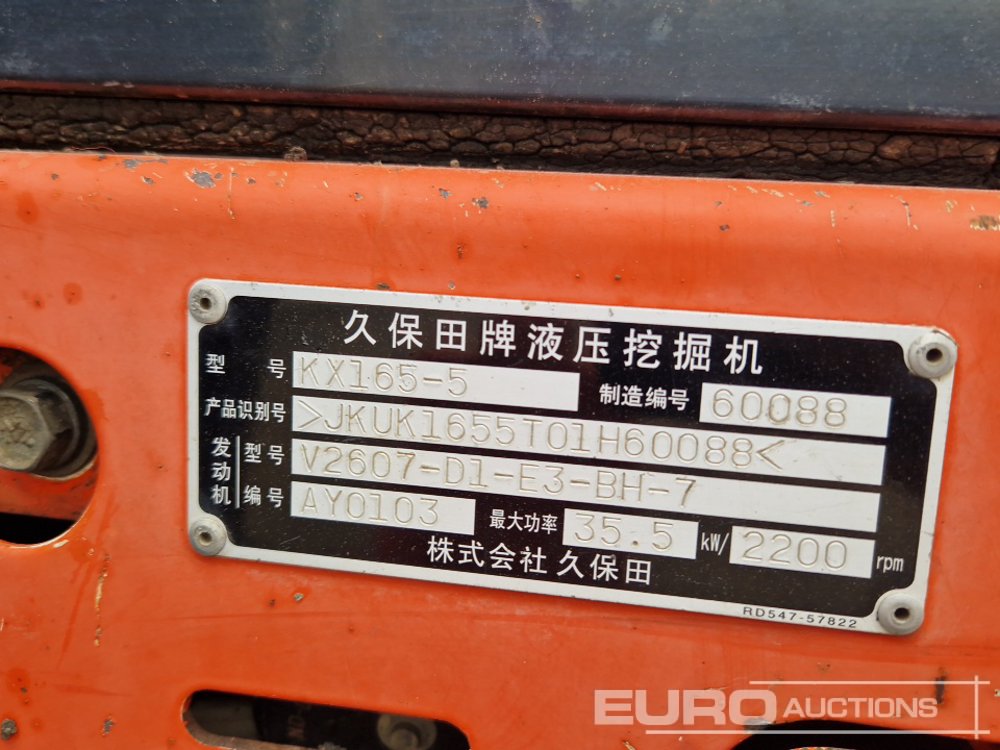 久保田牌液压挖掘机
型 号 KX165-5 制造编号 60088
产品识别号 >JKUK1655T01H60088<
发动机 型号 V2607-D1-E3-BH-7
编号 AY0103 最大功率 35.5 kW/ 2200 rpm
株式会社 久保田
RD547-57822
EURO AUCTIONS